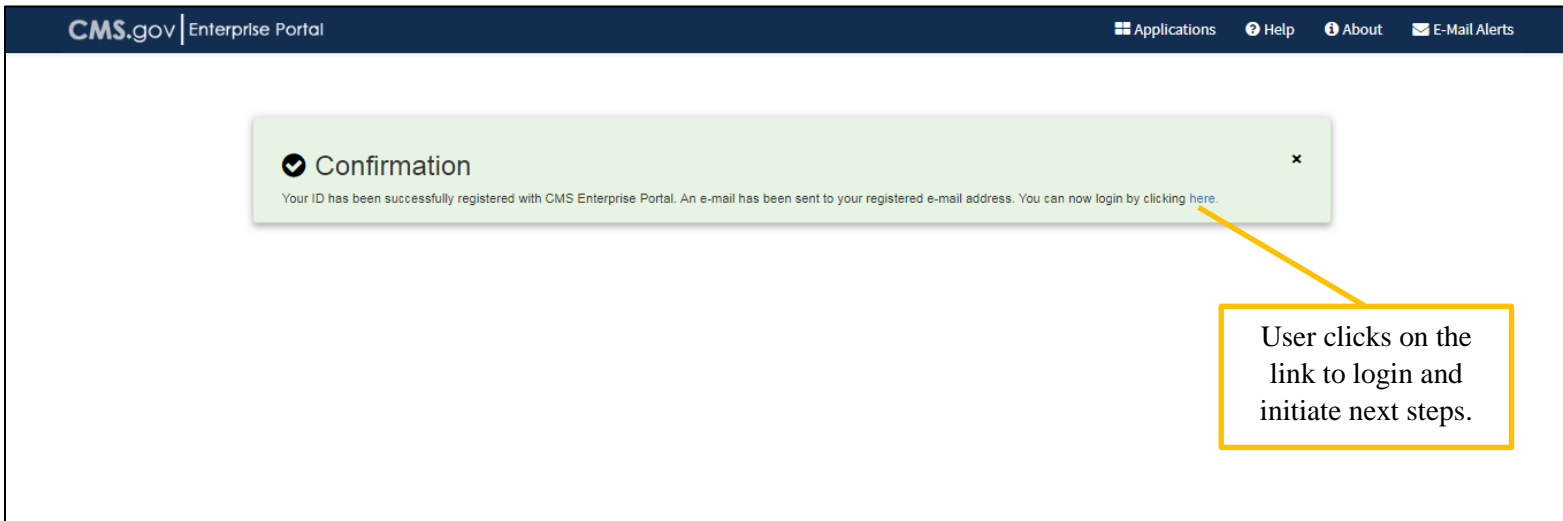 CMS.gov Enterprise Portal Applications Help About E-Mail Alerts
Confirmation
Your ID has been successfully registered with CMS Enterprise Portal. An e-mail has been sent to your registered e-mail address. You can now login by clicking here.
User clicks on the
link to login and
initiate next steps.